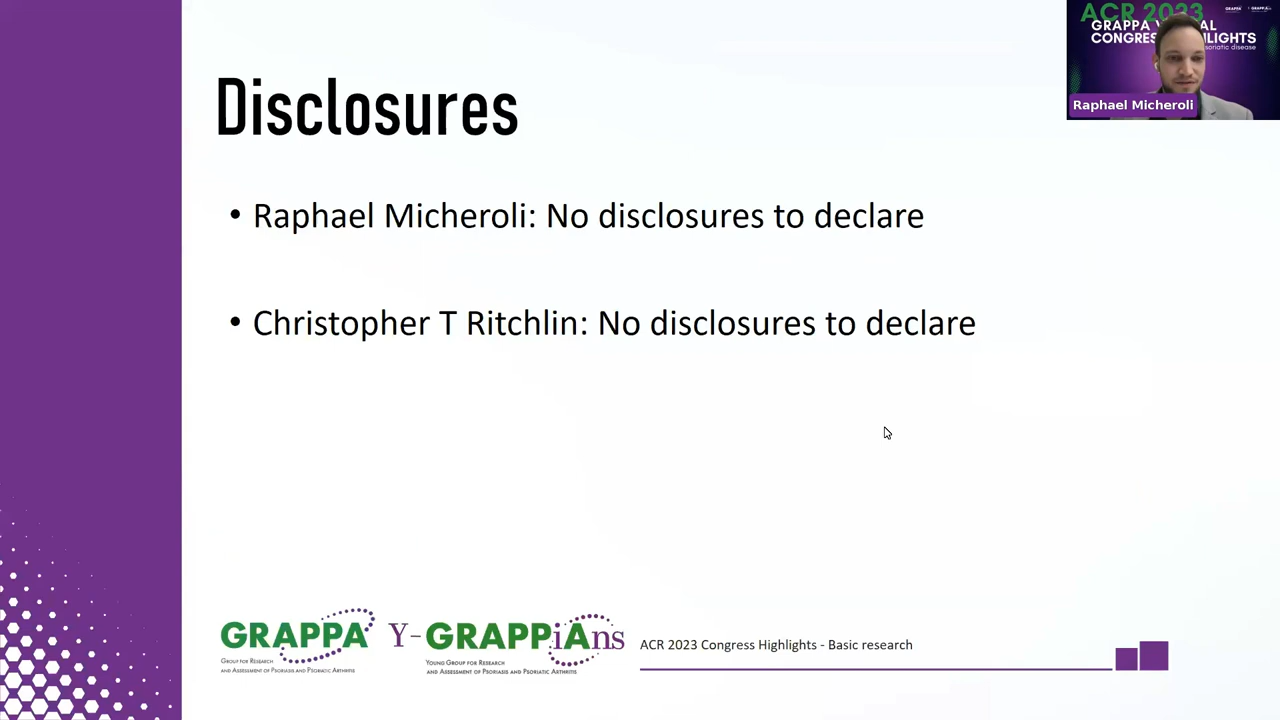 Disclosures
• Raphael Micheroli: No disclosures to declare
• Christopher T Ritchlin: No disclosures to declare
ACR 2023
GRAPPA
CONGRESS HIGHLIGHTS
Raphael Micheroli
GRAPPA
GROUP FOR RESEARCH
AND ASSESSMENT OF PSORIASIS AND PSORIATIC ARTHRITIS
Y-GRAPPiAns
YOUNG GROUP FOR RESEARCH
AND ASSESSMENT OF PSORIASIS AND PSORIATIC ARTHRITIS
ACR 2023 Congress Highlights - Basic research